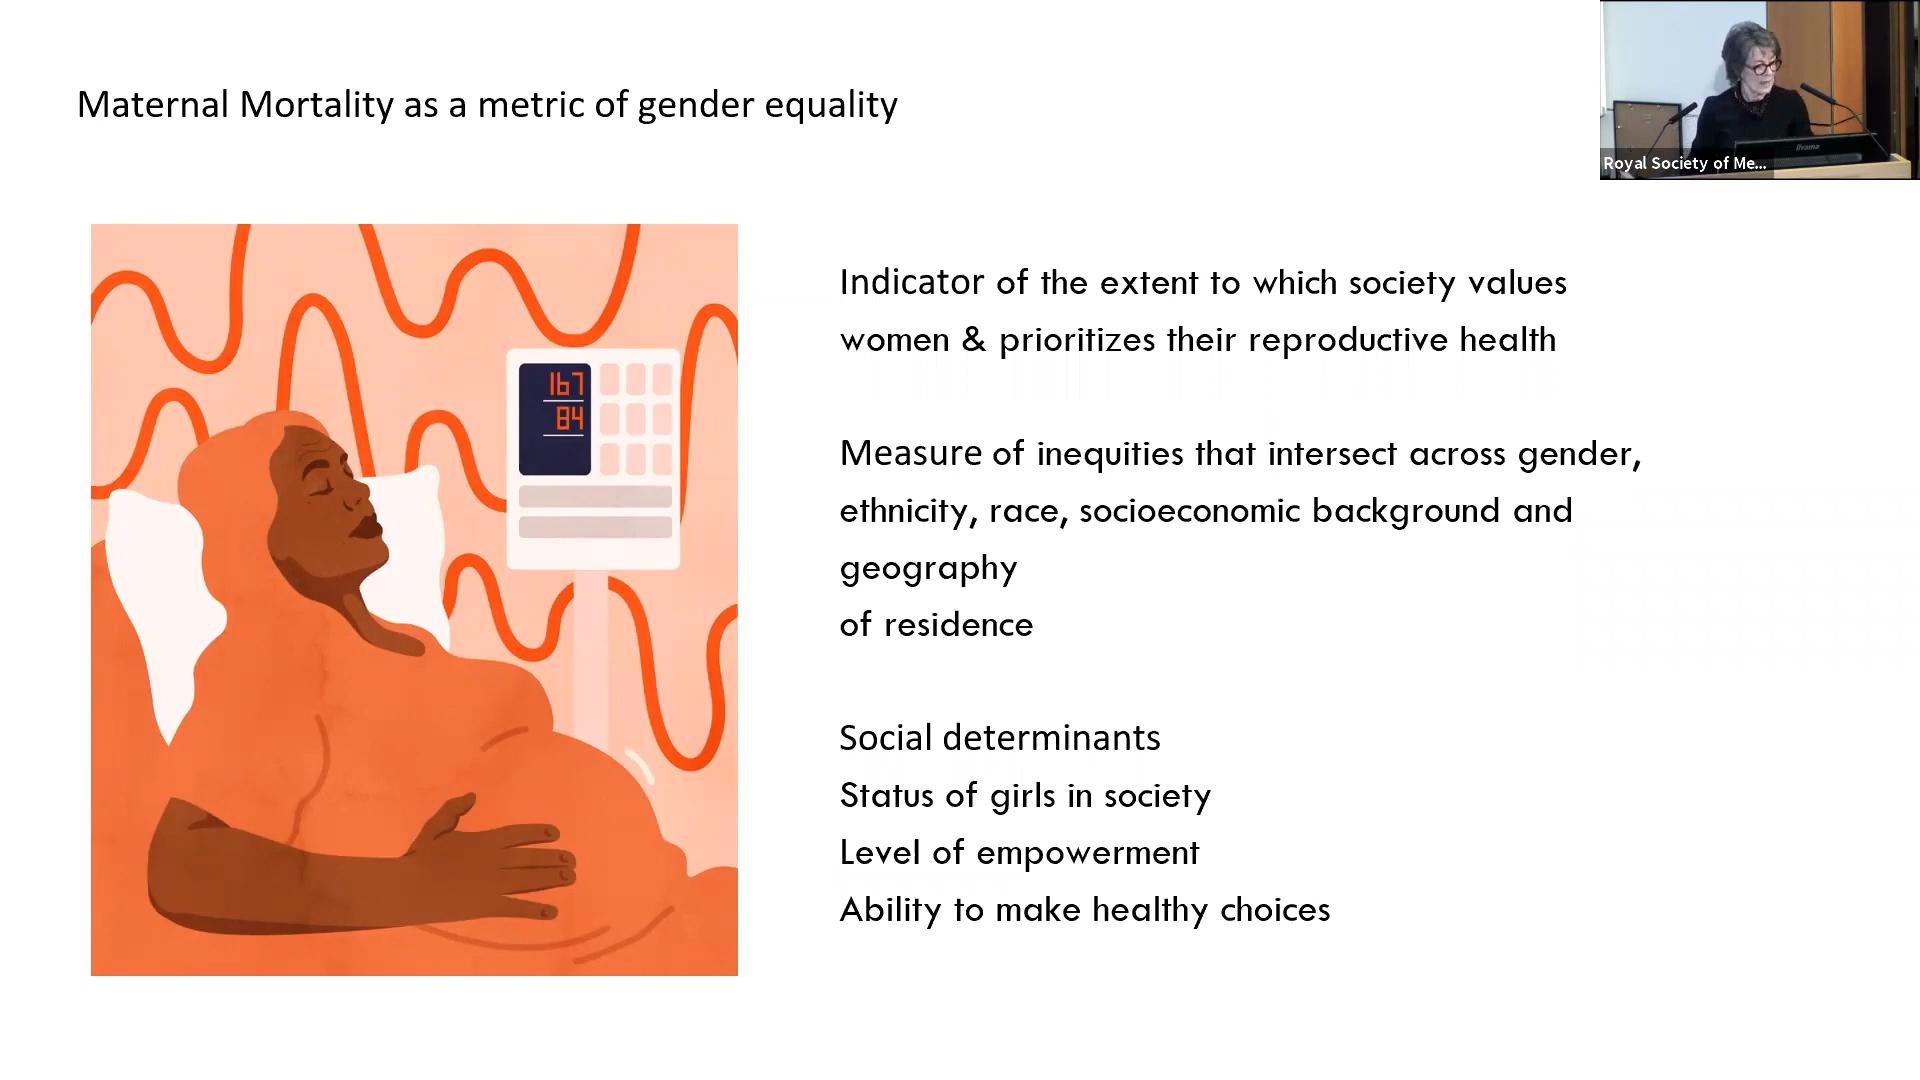 Maternal Mortality as a metric of gender equality
Royal Society of Me...
iiyama
167
84
Indicator of the extent to which society values
women & prioritizes their reproductive health
Measure of inequities that intersect across gender,
ethnicity, race, socioeconomic background and
geography
of residence
Social determinants
Status of girls in society
Level of empowerment
Ability to make healthy choices